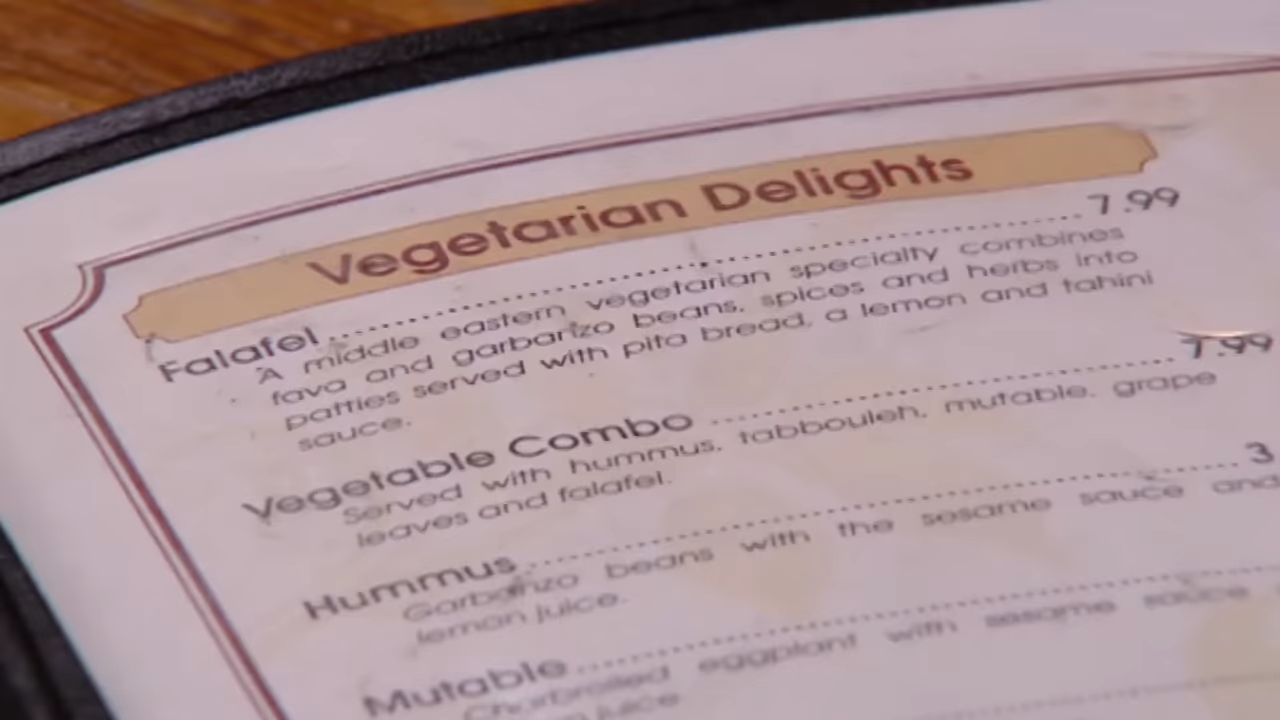 Vegetarian Delights
Falafel........................................7.99
A middle eastern vegetarian specialty combines
fava and garbanzo beans, spices and herbs into
patties served with pita bread, a lemon and tahini
sauce.
Vegetable Combo ........................................7.99
Served with hummus, tabbouleh, mutable, grape
leaves and falafel.
Hummus........................................3
Garbanzo beans with the sesame sauce and
lemon juice.
Mutable........................................
Charbroiled eggplant with sesame sauce
juice.